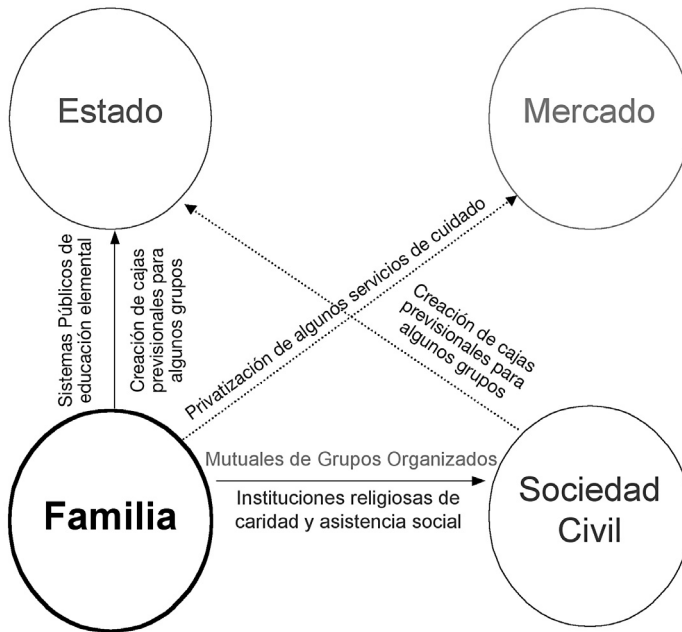 Estado
Mercado
Sistemas Públicos de
educación elemental
Creación de cajas
previsionales para
algunos grupos
Privatización de algunos servicios de cuidado
Creación de cajas
previsionales para
algunos grupos
Familia
Mutuales de Grupos Organizados
Instituciones religiosas de
caridad y asistencia social
Sociedad
Civil